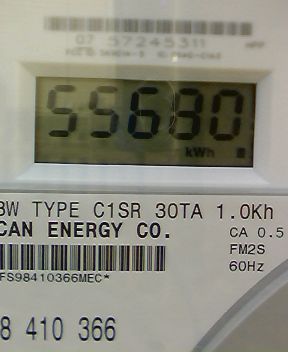 07 57245311
55680
kWh
3W TYPE C1SR 30TA 1.0Kh
CAN ENERGY CO.
CA 0.5
FM2S
60Hz
FS98410366MEC*
8 410 366